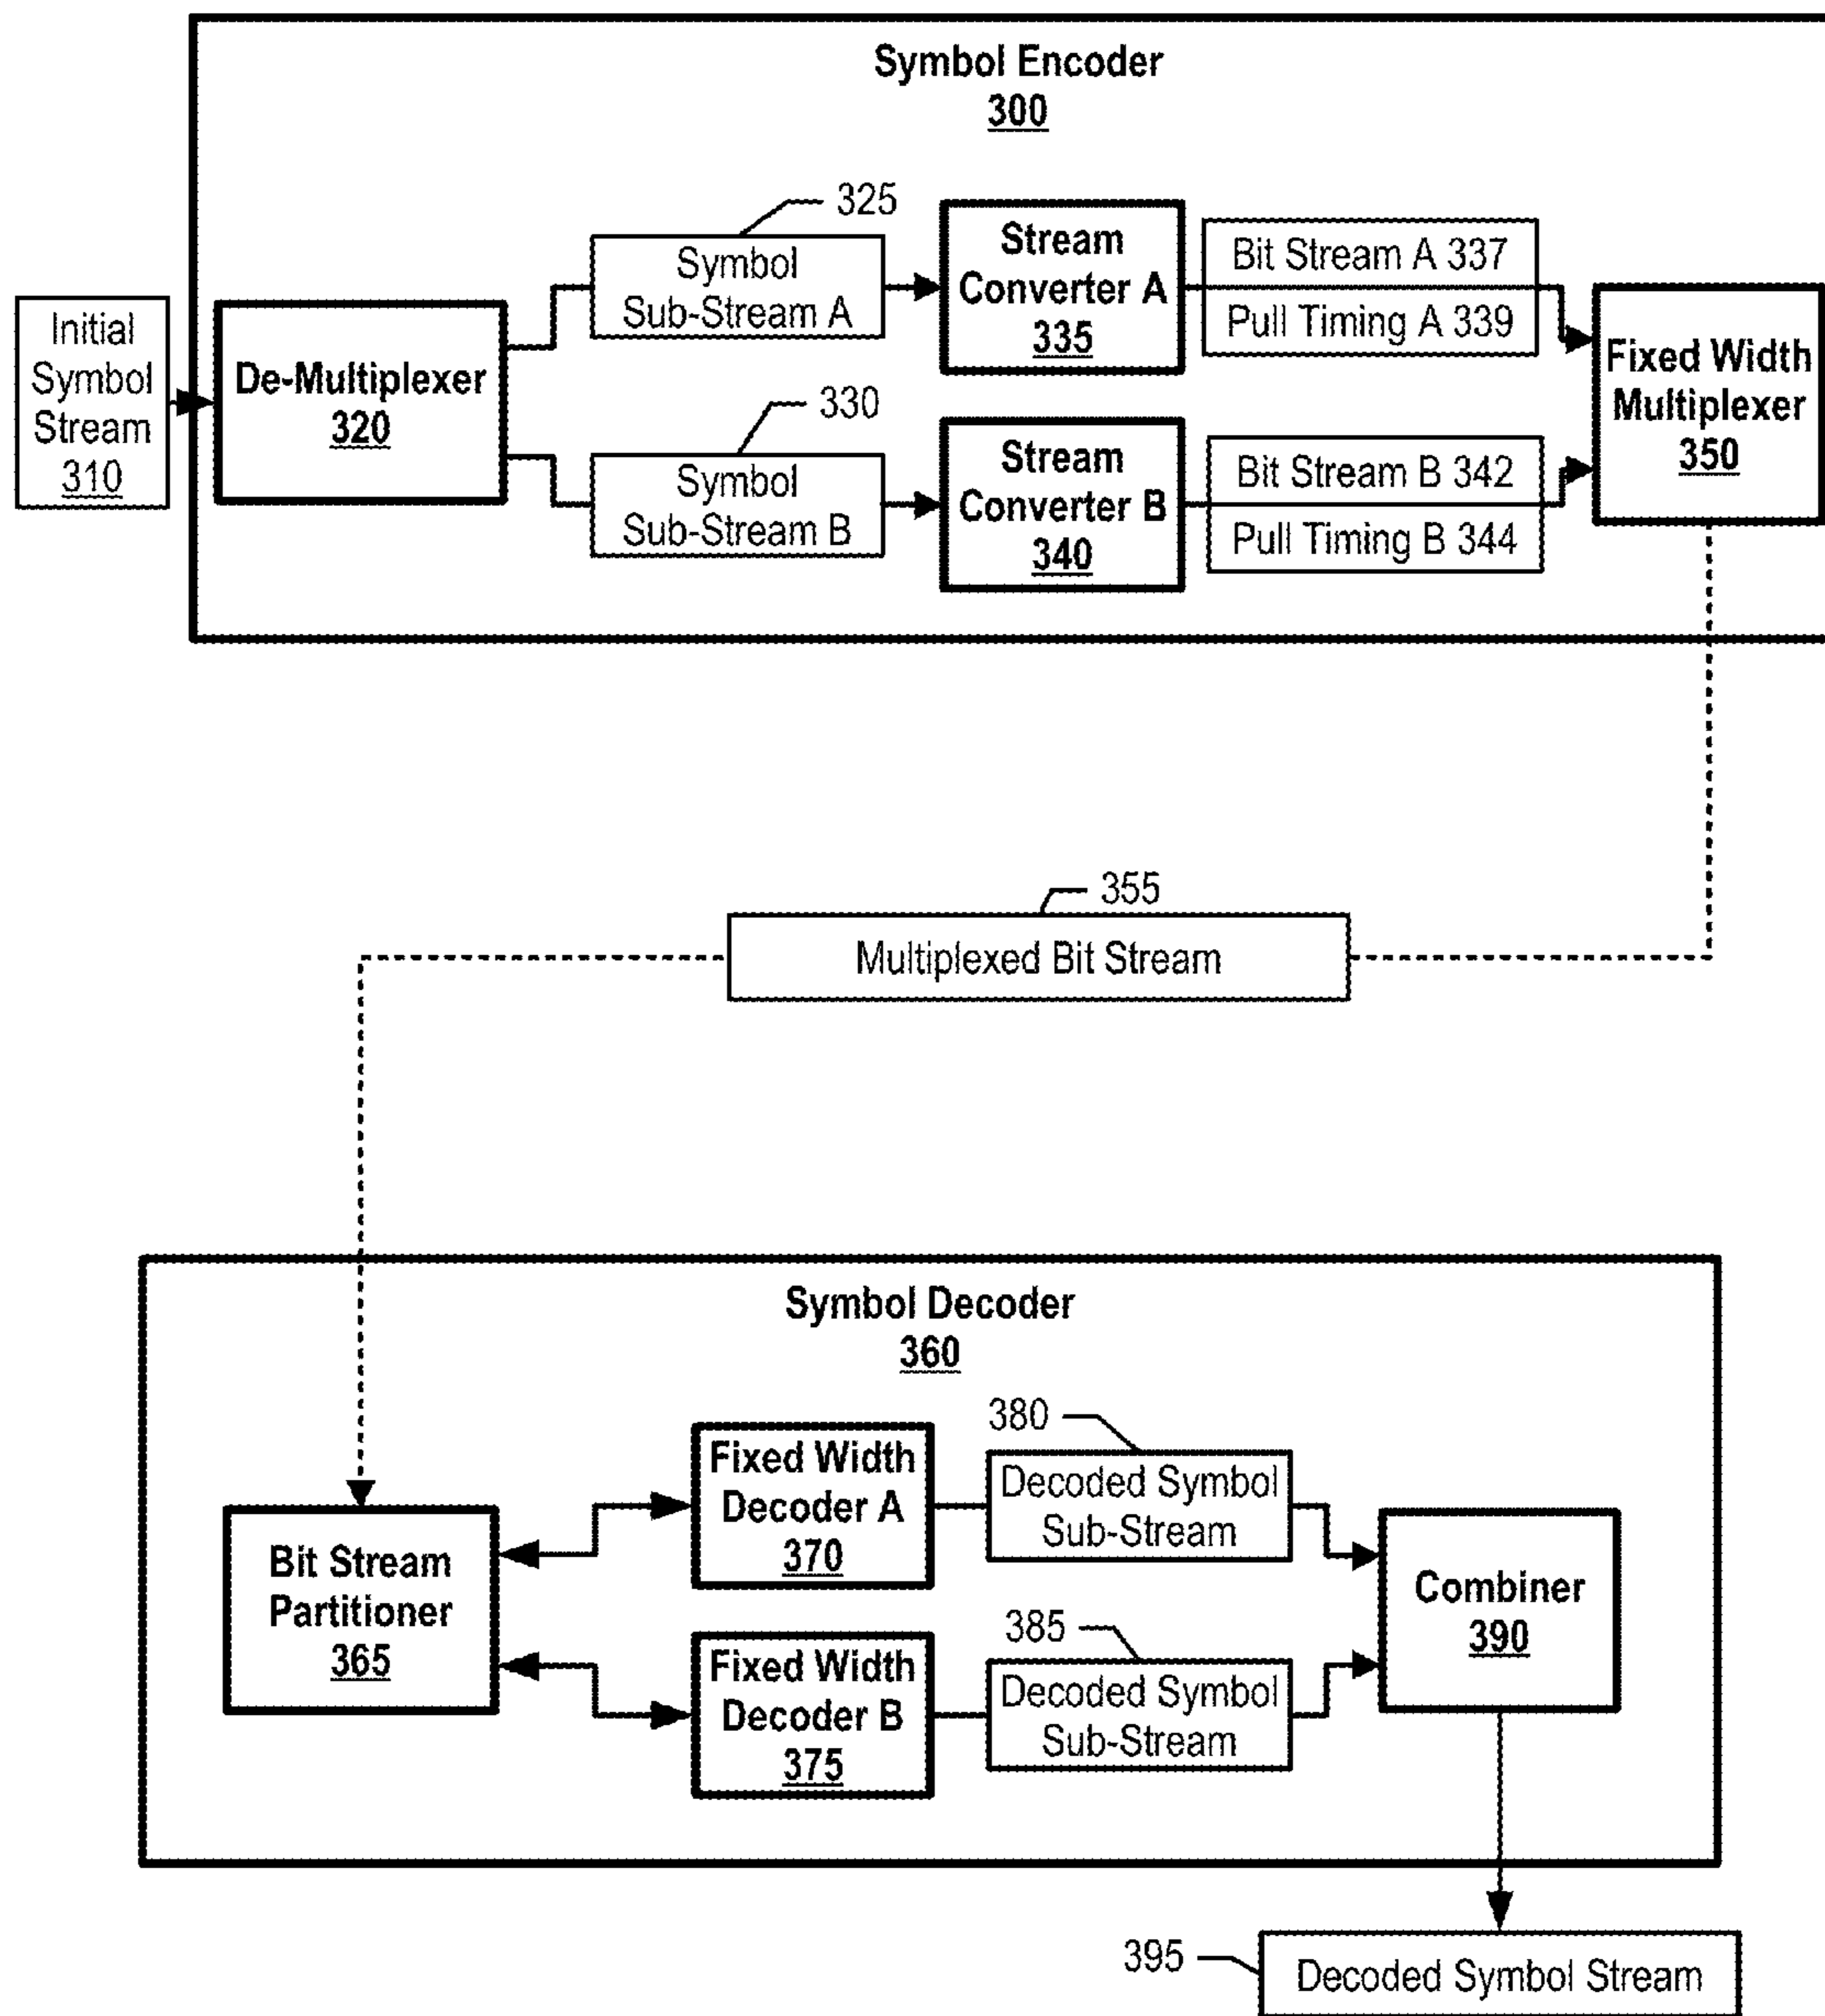 Symbol Encoder
300
Initial
Symbol
Stream
310
De-Multiplexer
320
325
Symbol
Sub-Stream A
330
Symbol
Sub-Stream B
Stream
Converter A
335
Stream
Converter B
340
Bit Stream A 337
Pull Timing A 339
Bit Stream B 342
Pull Timing B 344
Fixed Width
Multiplexer
350
355
Multiplexed Bit Stream
Symbol Decoder
360
Bit Stream
Partitioner
365
Fixed Width
Decoder A
370
Fixed Width
Decoder B
375
380
Decoded Symbol
Sub-Stream
385
Decoded Symbol
Sub-Stream
Combiner
390
395
Decoded Symbol Stream